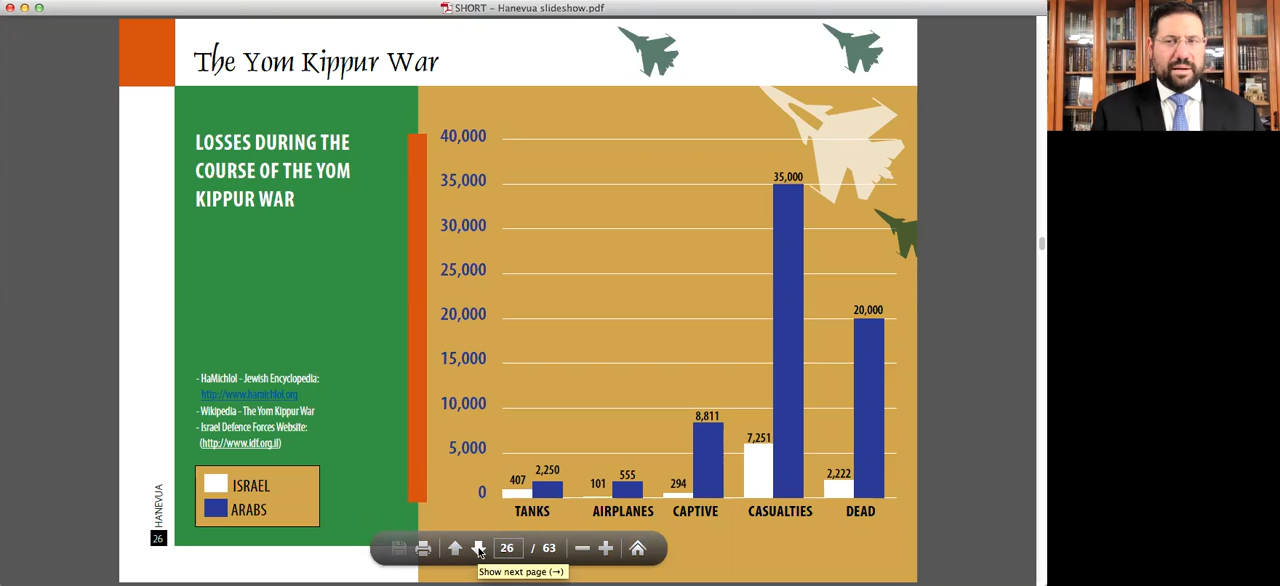 SHORT - Hanevua slideshow.pdf
The Yom Kippur War
LOSSES DURING THE
COURSE OF THE YOM
KIPPUR WAR
- HaMichlol - Jewish Encyclopedia:
http://www.hamichlol.org
- Wikipedia - The Yom Kippur War
- Israel Defence Forces Website:
(http://www.idf.org.il)
ISRAEL
ARABS
HANEVUA
26
40,000
35,000
30,000
25,000
20,000
15,000
10,000
5,000
0
407
2,250
101
555
294
8,811
7,251
35,000
2,222
20,000
TANKS
AIRPLANES
CAPTIVE
CASUALTIES
DEAD
26 / 63
Show next page (→)